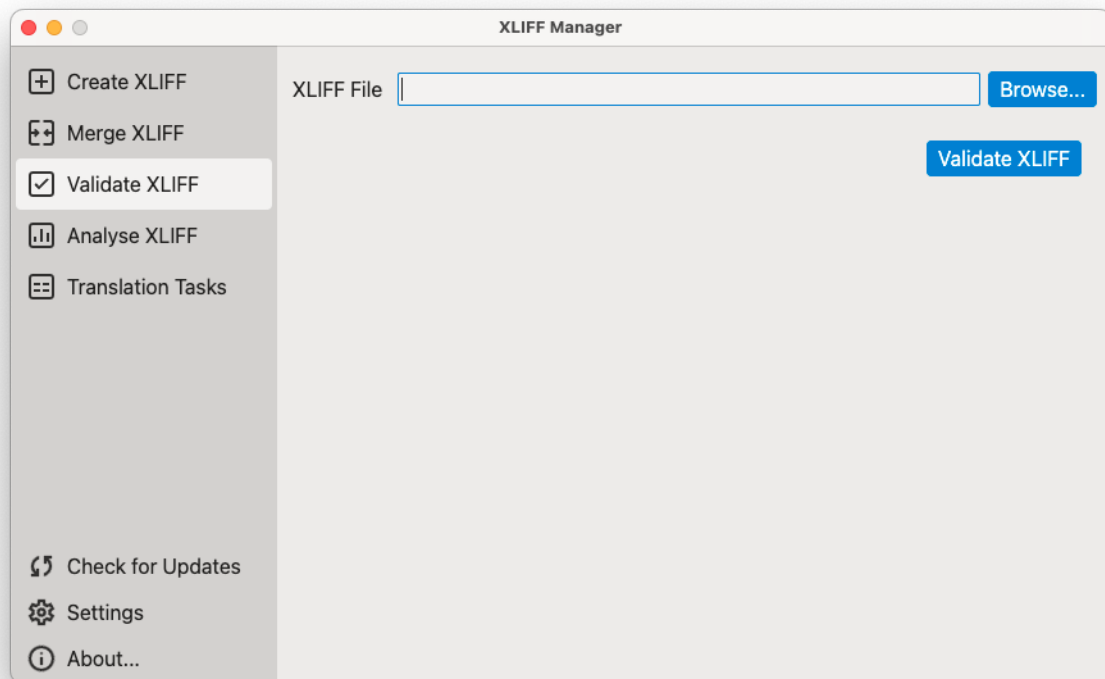 XLIFF Manager
Create XLIFF
Merge XLIFF
Validate XLIFF
Analyse XLIFF
Translation Tasks
Check for Updates
Settings
About...
XLIFF File
Browse...
Validate XLIFF